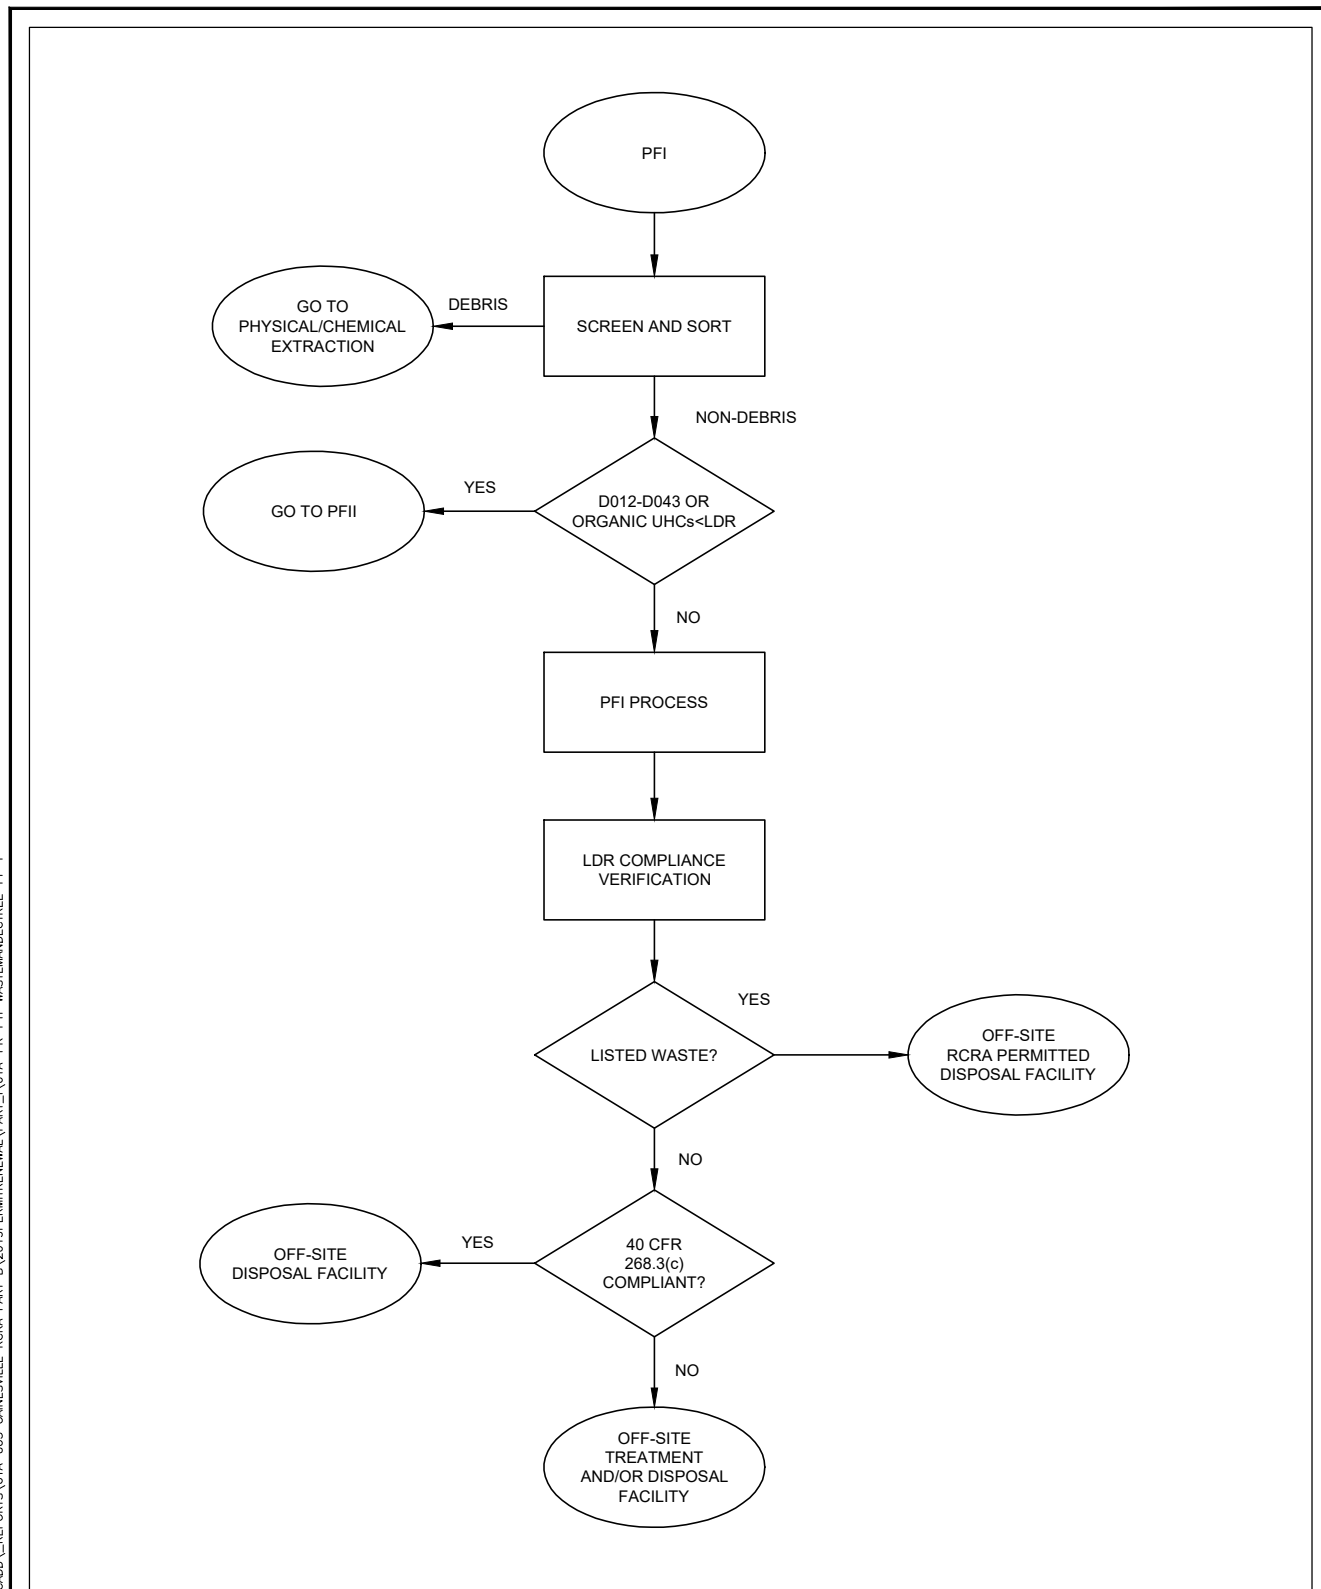 PFI
GO TO
PHYSICAL/CHEMICAL
EXTRACTION
DEBRIS
SCREEN AND SORT
NON-DEBRIS
GO TO PFII
YES
D012-D043 OR
ORGANIC UHCs<LDR
NO
PFI PROCESS
LDR COMPLIANCE
VERIFICATION
LISTED WASTE?
YES
OFF-SITE
RCRA PERMITTED
DISPOSAL FACILITY
NO
OFF-SITE
DISPOSAL FACILITY
YES
40 CFR
268.3(c)
COMPLIANT?
NO
OFF-SITE
TREATMENT
AND/OR DISPOSAL
FACILITY